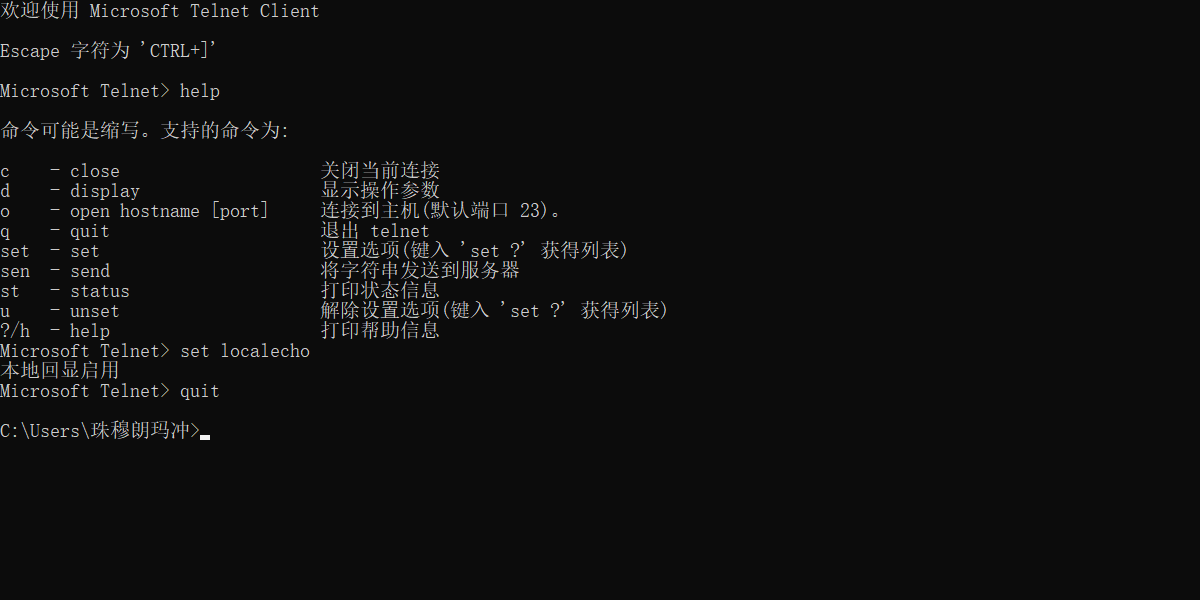 欢迎使用 Microsoft Telnet Client
Escape 字符为 'CTRL+]'
Microsoft Telnet> help
命令可能是缩写。支持的命令为:
c    - close                    关闭当前连接
d    - display                  显示操作参数
o    - open hostname [port]     连接到主机(默认端口 23)。
q    - quit                     退出 telnet
set  - set                      设置选项(键入 'set ?' 获得列表)
sen  - send                     将字符串发送到服务器
st   - status                   打印状态信息
u    - unset                    解除设置选项(键入 'set ?' 获得列表)
?/h  - help                     打印帮助信息
Microsoft Telnet> set localecho
本地回显启用
Microsoft Telnet> quit
C:\Users\珠穆朗玛冲>